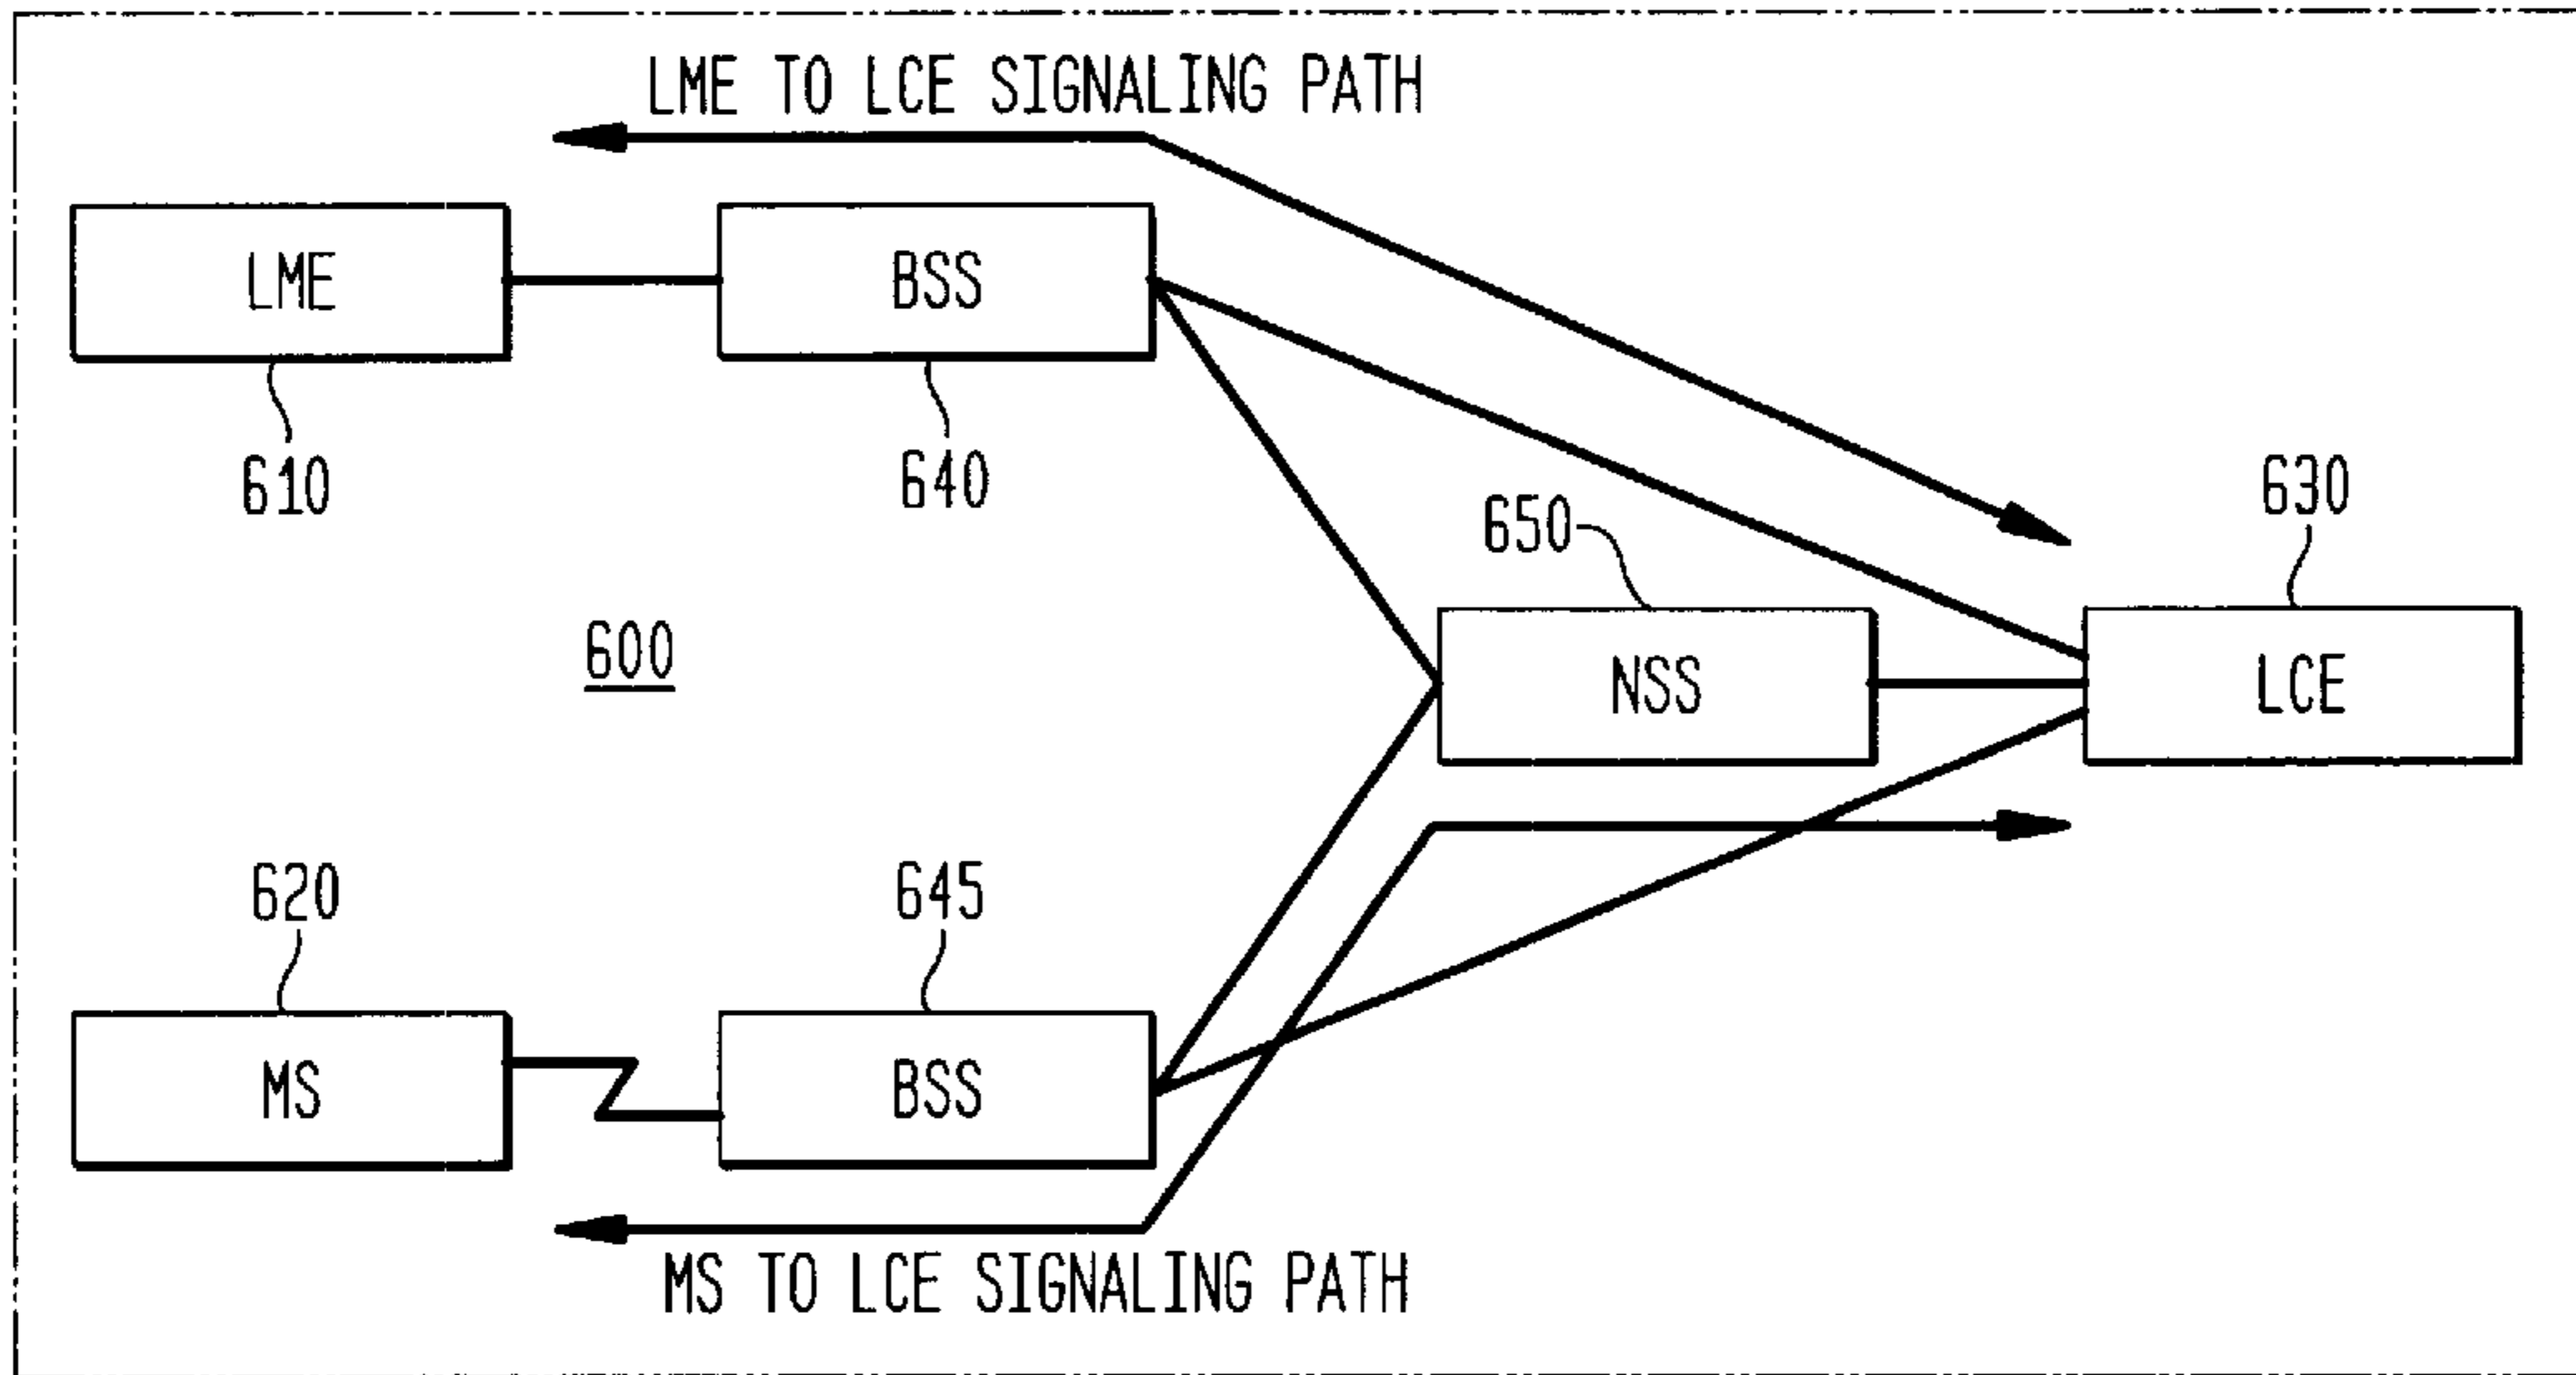 LME TO LCE SIGNALING PATH
LME
BSS
610
640
650
630
600
NSS
LCE
620
645
MS
BSS
MS TO LCE SIGNALING PATH